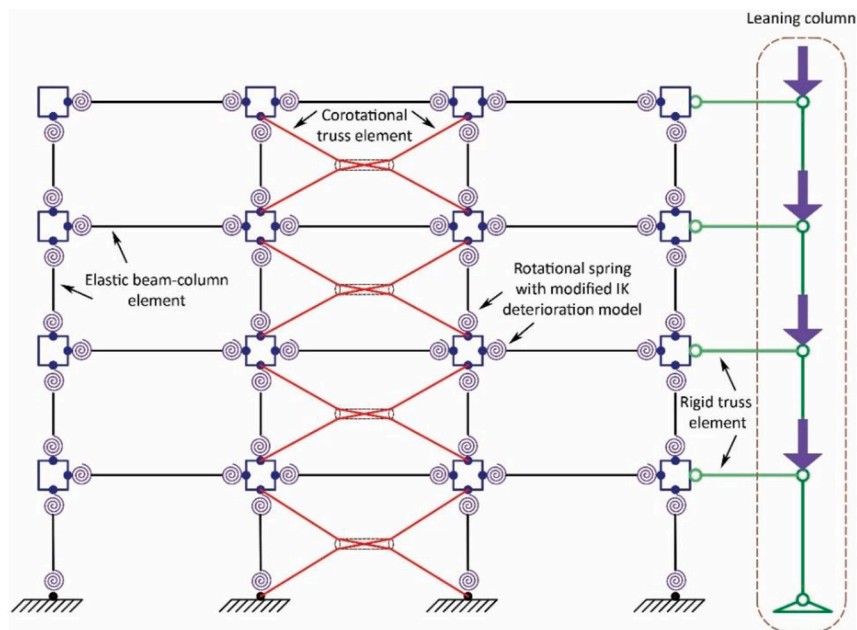 Leaning column
Corotational
truss element
Elastic beam-column
element
Rotational spring
with modified IK
deterioration model
Rigid truss
element